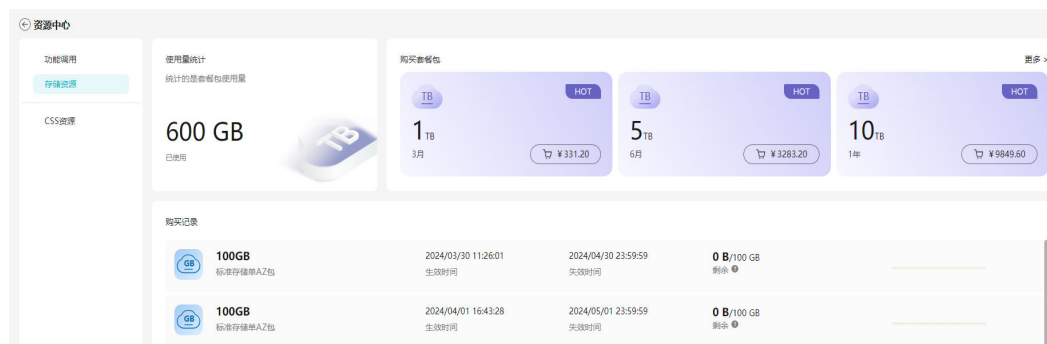 资源中心
功能调用
存储资源
CSS资源
使用量统计
统计的是套餐包使用量
600 GB
已使用
TB
购买套餐包
更多 >
TB
HOT
1 TB
3月
¥ 331.20
TB
HOT
5 TB
6月
¥ 3283.20
TB
HOT
10 TB
1年
¥ 9849.60
购买记录
GB
100GB
标准存储单AZ包
2024/03/30 11:26:01
生效时间
2024/04/30 23:59:59
失效时间
0 B/100 GB
剩余 ?
GB
100GB
标准存储单AZ包
2024/04/01 16:43:28
生效时间
2024/05/01 23:59:59
失效时间
0 B/100 GB
剩余 ?